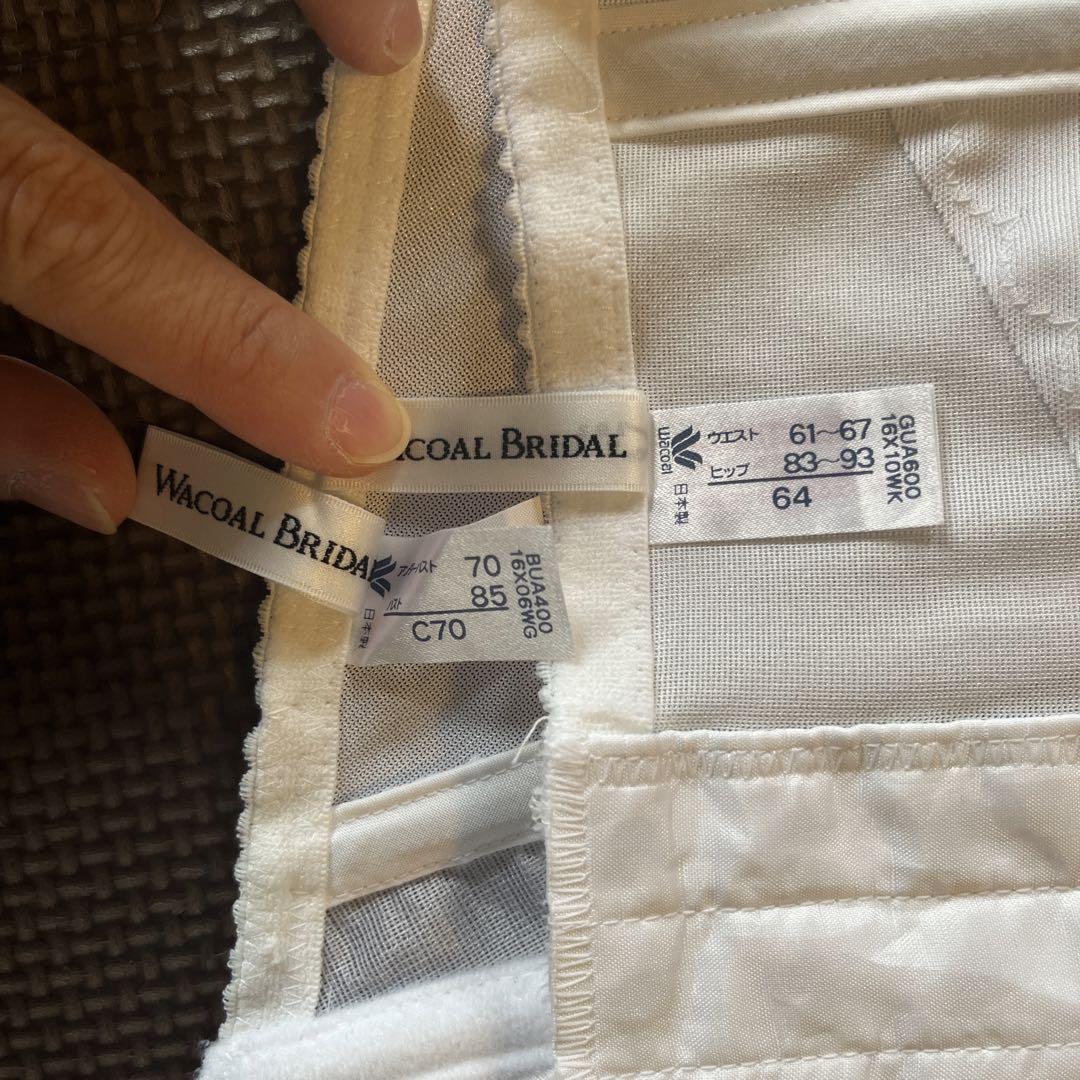 COAL BRIDAL
wacoal
ウエスト 61～67
ヒップ 83～93
64
日本製
GUA600
16X10WK
WACOAL BRIDA
アンダーバスト 70
バスト 85
C70
日本製
BUA400
16X06WG